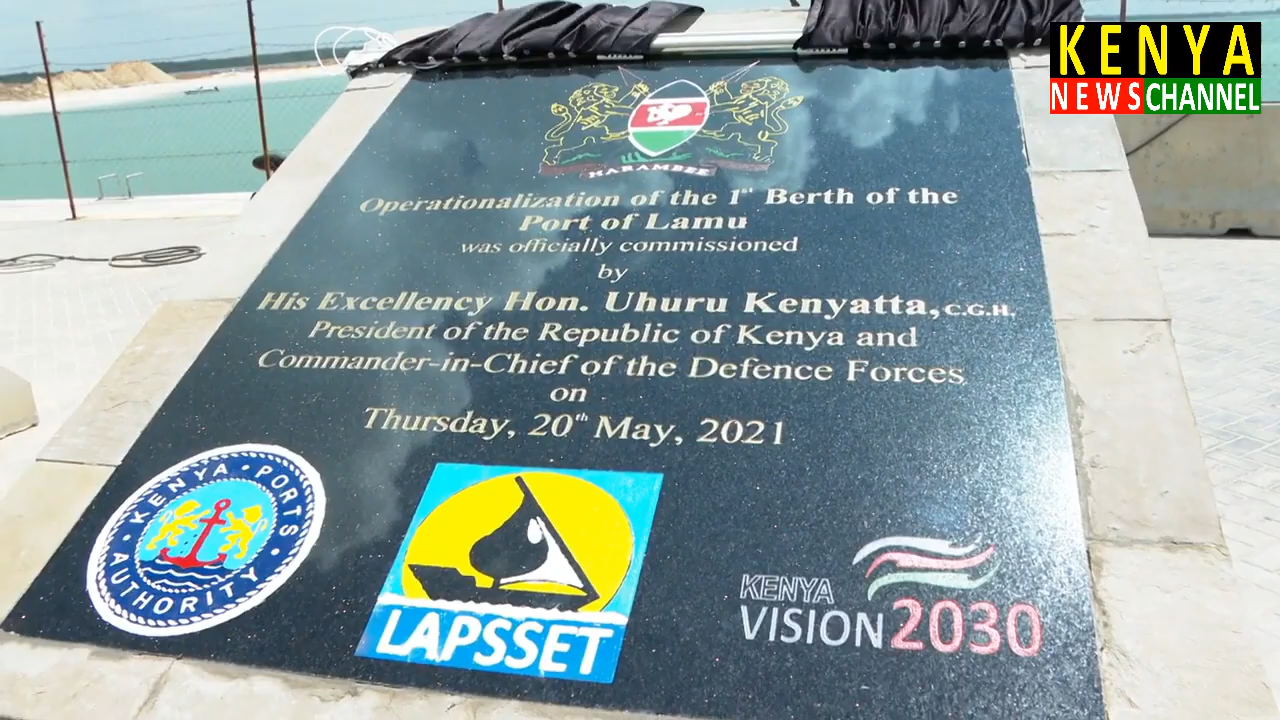 KENYA
NEWS CHANNEL
HARAMBEE
Operationalization of the 1st Berth of the
Port of Lamu
was officially commissioned
by
His Excellency Hon. Uhuru Kenyatta, C.G.H.
President of the Republic of Kenya and
Commander-in-Chief of the Defence Forces
on
Thursday, 20th May, 2021
KENYA · PORTS · AUTHORITY
LAPSSET
KENYA
VISION 2030